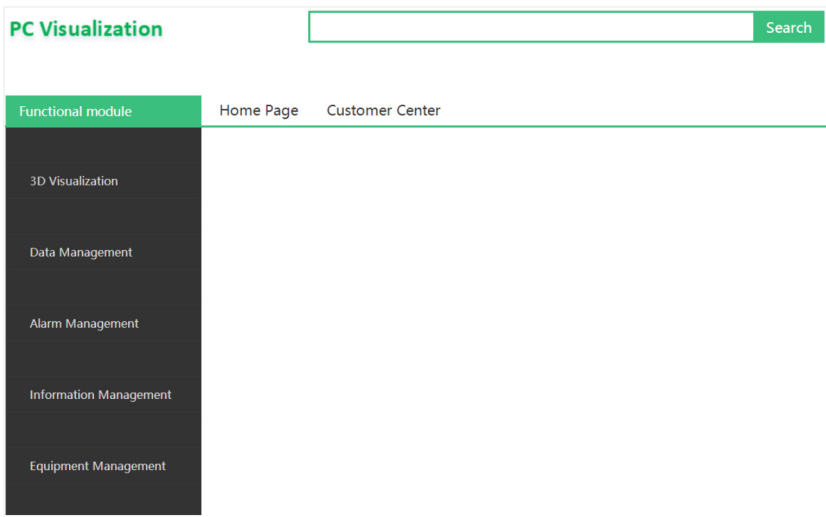 PC Visualization
Search
Functional module
Home Page
Customer Center
3D Visualization
Data Management
Alarm Management
Information Management
Equipment Management